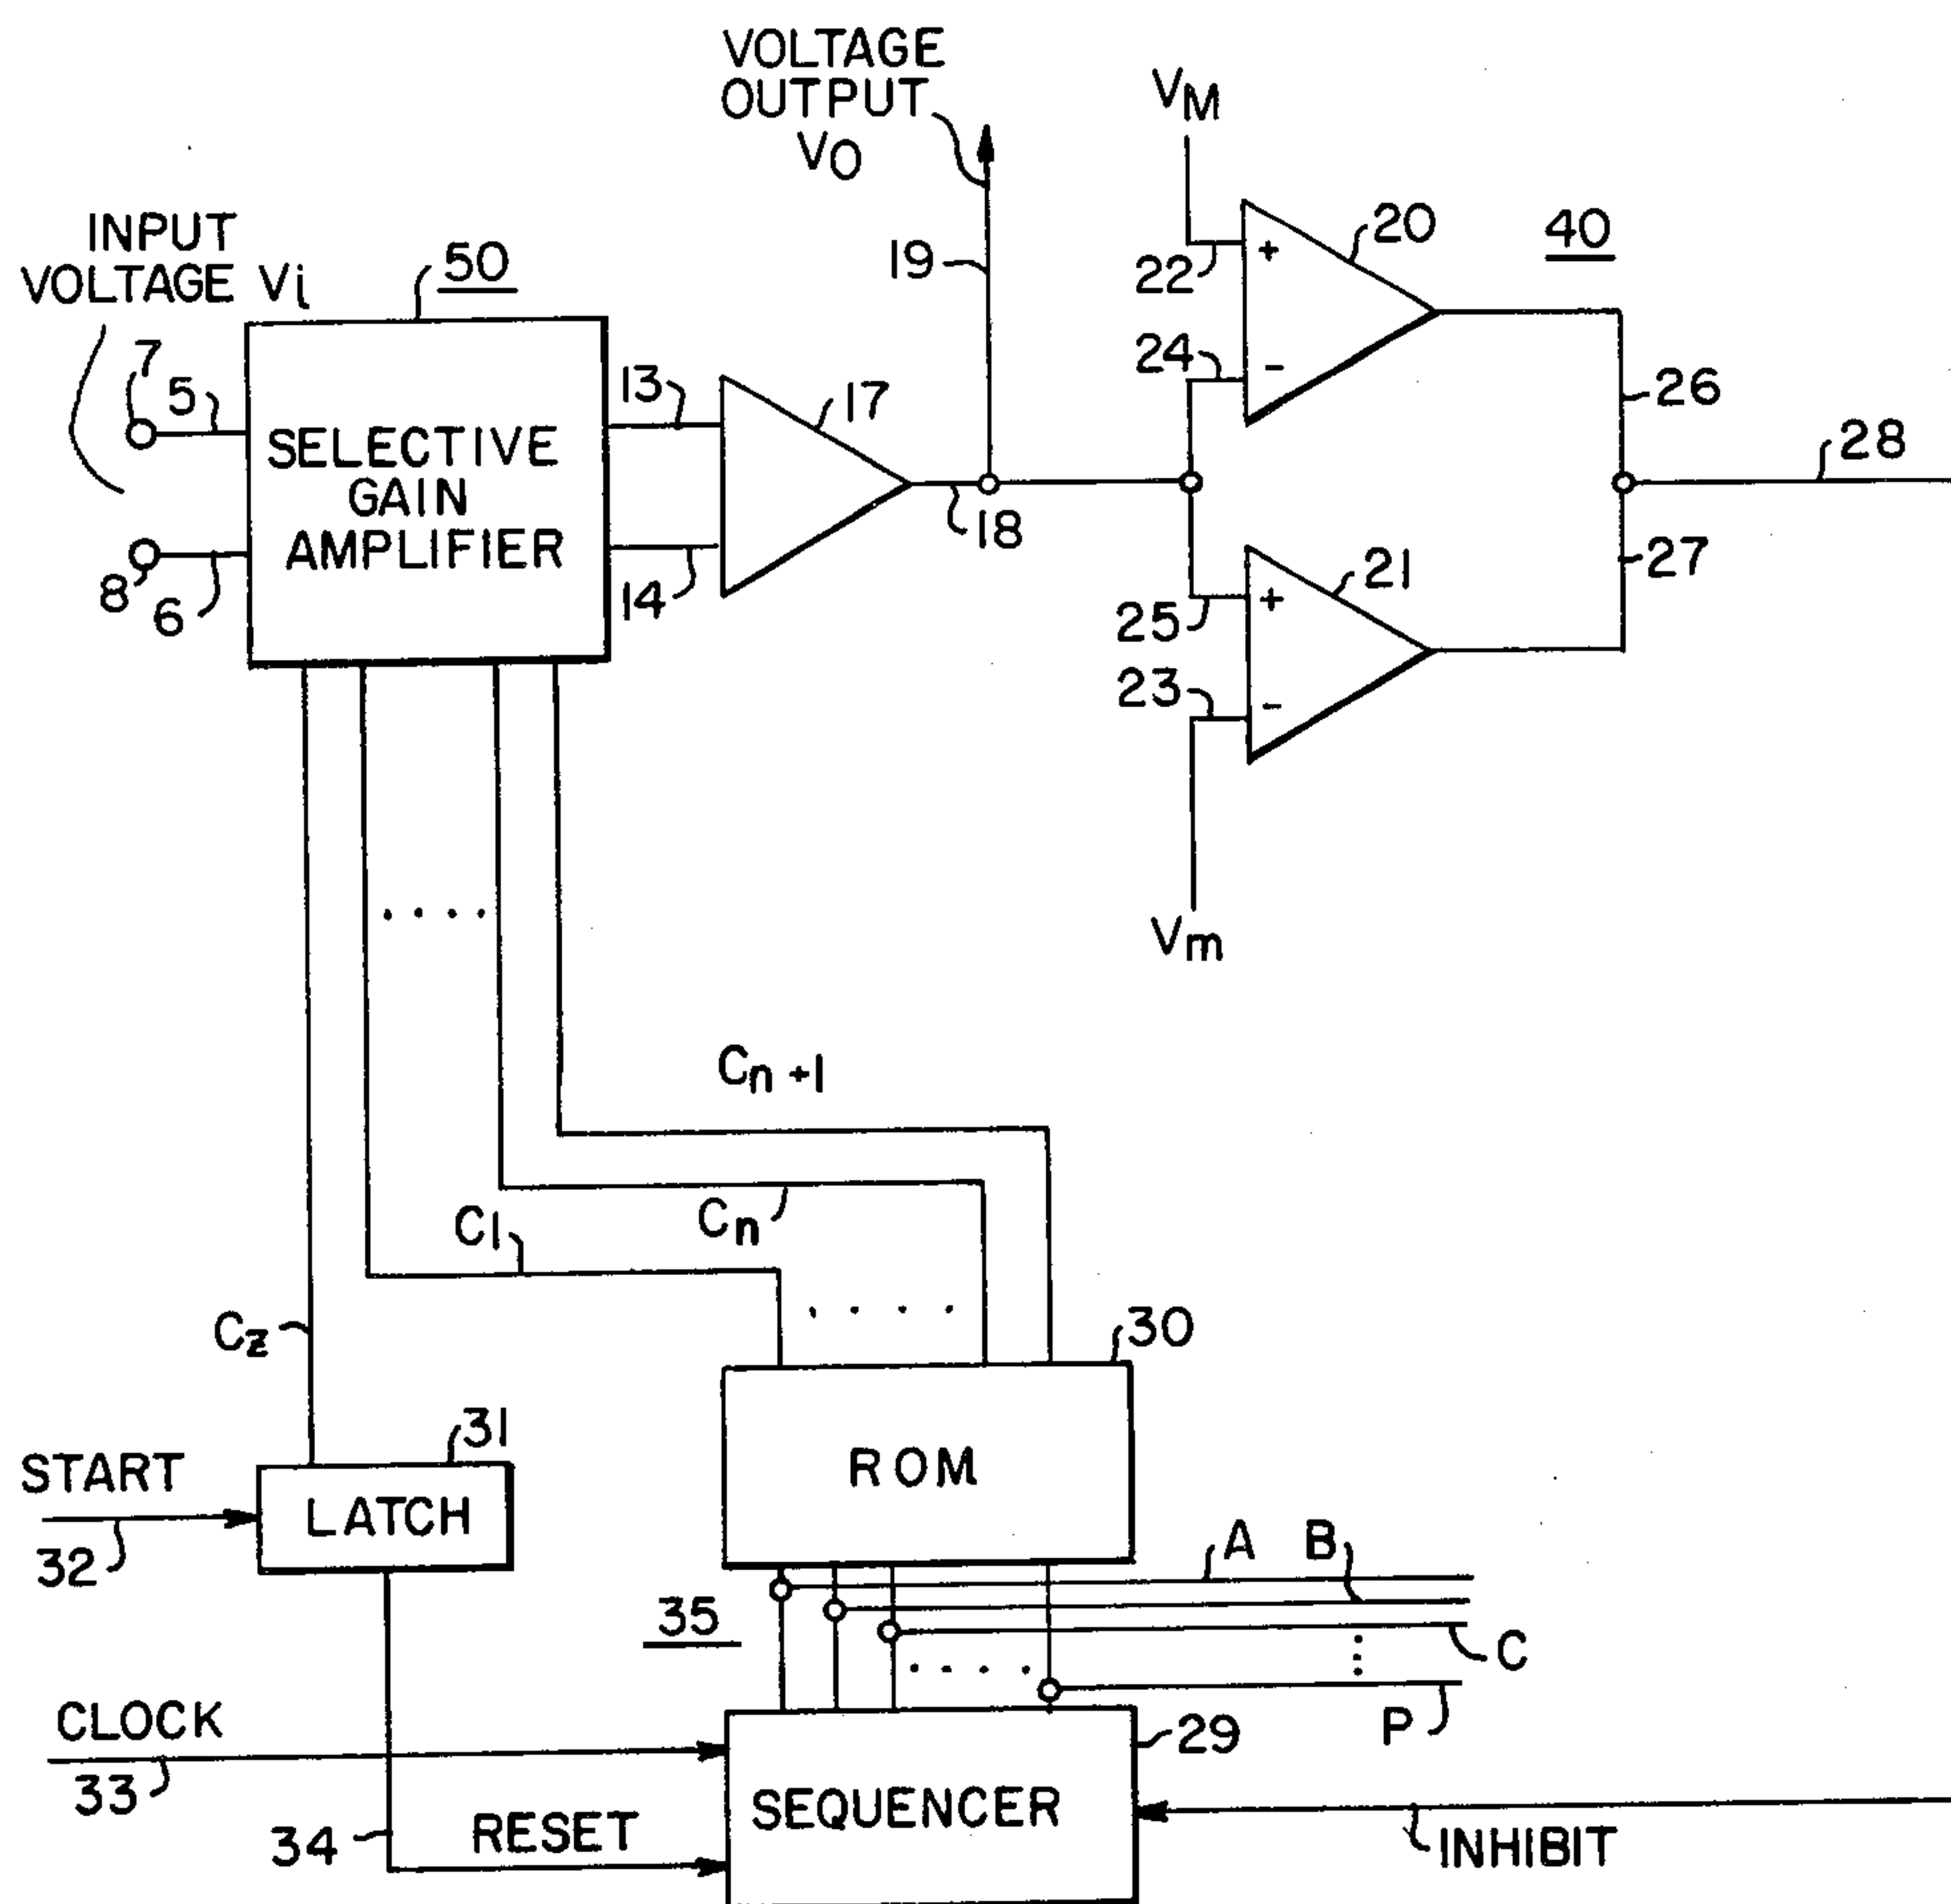 VOLTAGE
OUTPUT
VO
VM
INPUT
VOLTAGE Vi
50
19
22
+
20
40
7
5
13
17
24
-
26
SELECTIVE
GAIN
AMPLIFIER
28
18
8
6
14
25
+
21
27
23
-
Vm
Cn+1
Cn
C1
Cz
30
31
START
32
LATCH
ROM
A
B
35
C
P
CLOCK
33
29
SEQUENCER
34
RESET
INHIBIT